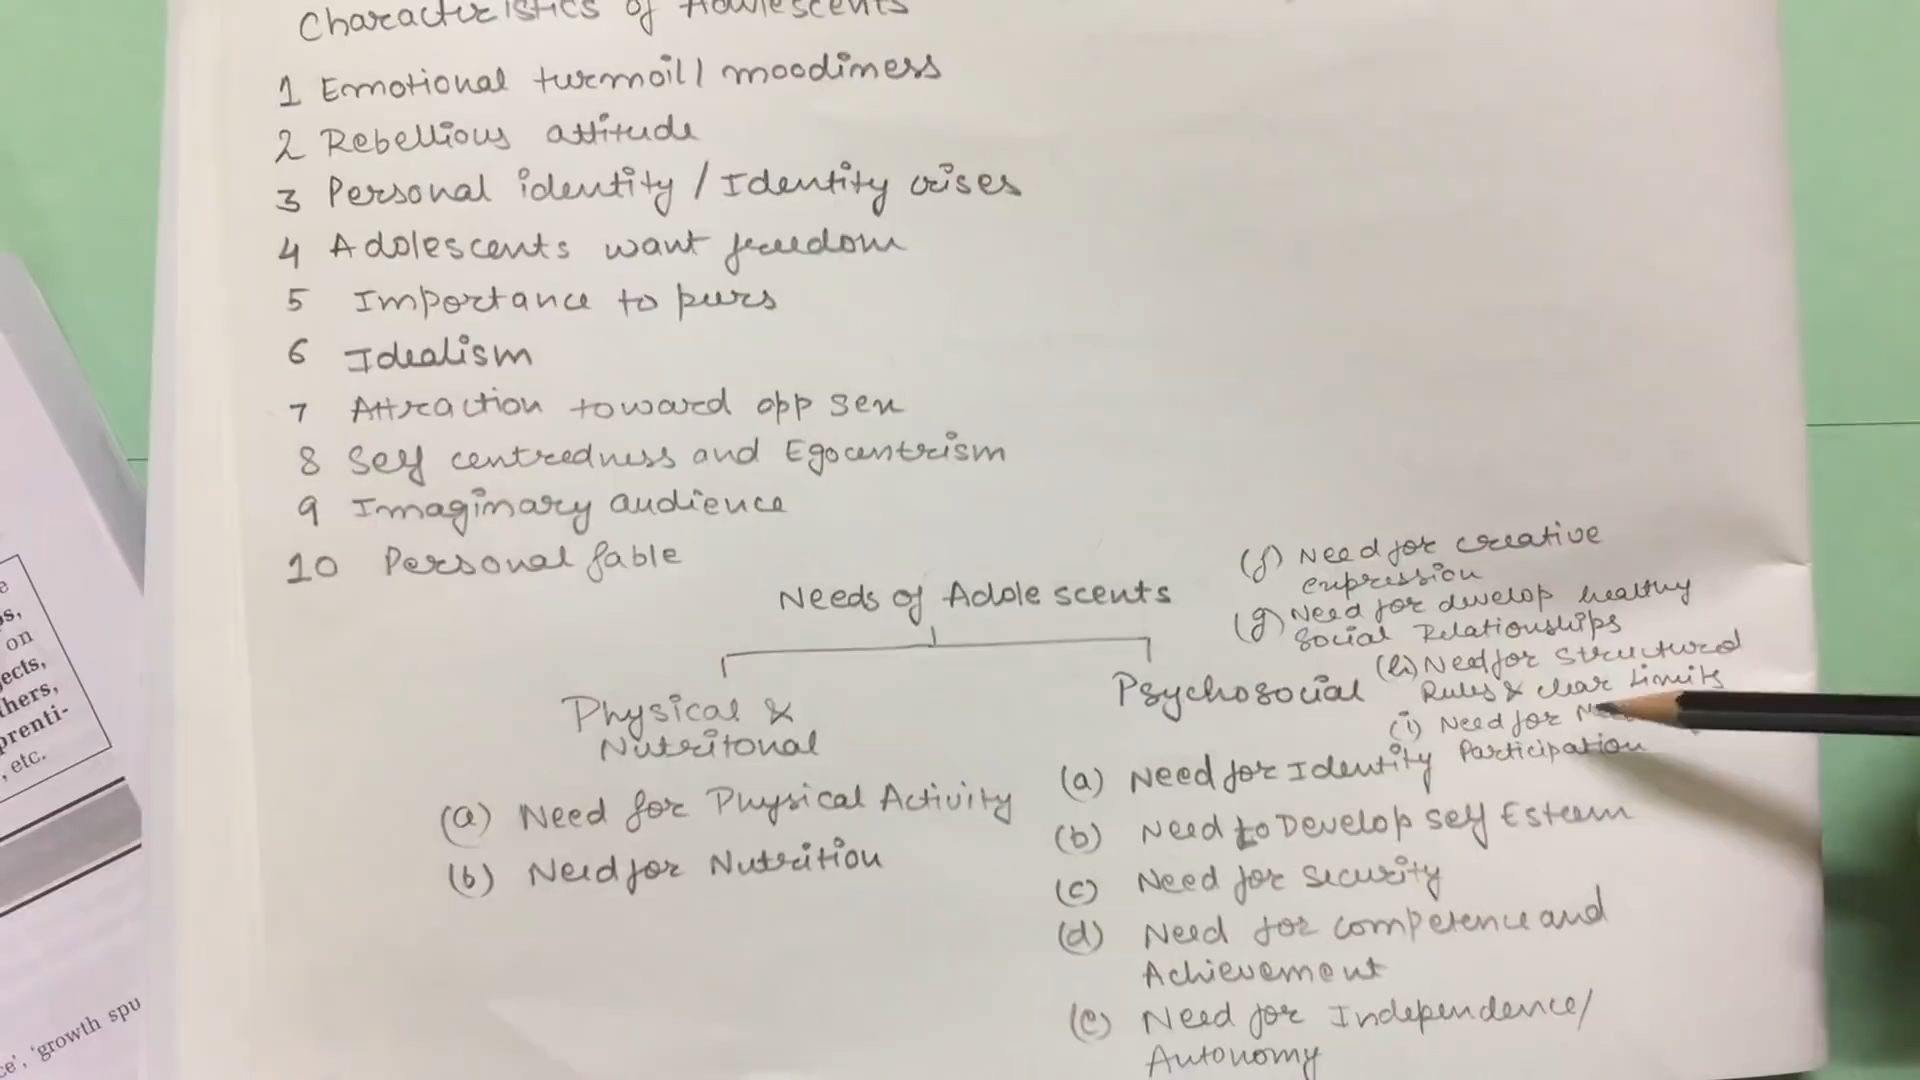 Characteristics of Adolescents
1 Emotional turmoil / moodiness
2 Rebellious attitude
3 Personal identity / Identity crises
4 Adolescents want freedom
5 Importance to peers
6 Idealism
7 Attraction toward opp sex
8 Self centredness and Egocentrism
9 Imaginary audience
10 Personal fable
Needs of Adolescents
Physical &
Nutritonal
(a) Need for Physical Activity
(b) Need for Nutrition
Psychosocial
(a) Need for Identity
(b) Need to Develop self Esteem
(c) Need for security
(d) Need for competence and
Achievement
(e) Need for Independence/
Autonomy
(f) Need for creative
expression
(g) Need for develop healthy
social Relationships
(h) Need for structured
Rules & clear Limits
(i) Need for
Participation
on
ects,
hers,
prenti-
, etc.
ce', 'growth spu